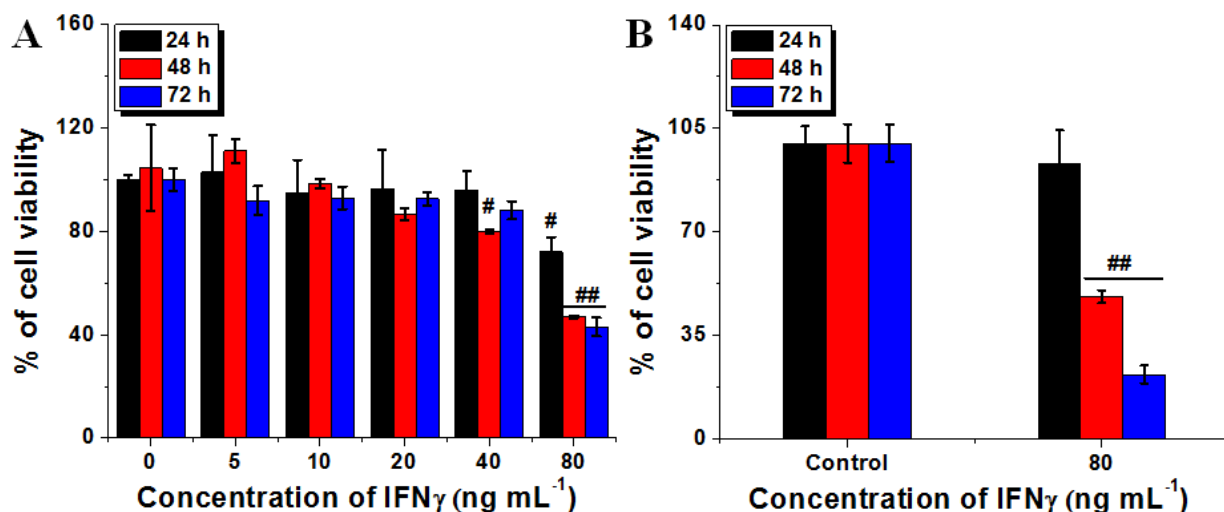 A
160
120
80
40
0
% of cell viability
24 h
48 h
72 h
#
#
##
0 5 10 20 40 80
Concentration of IFNγ (ng mL⁻¹)
B
140
105
70
35
0
% of cell viability
24 h
48 h
72 h
##
Control 80
Concentration of IFNγ (ng mL⁻¹)